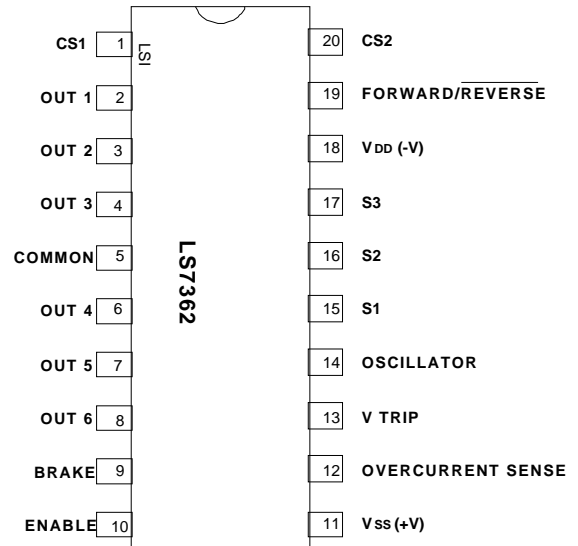 CS1 1 20 CS2
LSI
OUT 1 2 19 FORWARD/REVERSE
OUT 2 3 18 VDD (-V)
OUT 3 4 17 S3
COMMON 5 16 S2
LS7362
OUT 4 6 15 S1
OUT 5 7 14 OSCILLATOR
OUT 6 8 13 V TRIP
BRAKE 9 12 OVERCURRENT SENSE
ENABLE 10 11 VSS (+V)